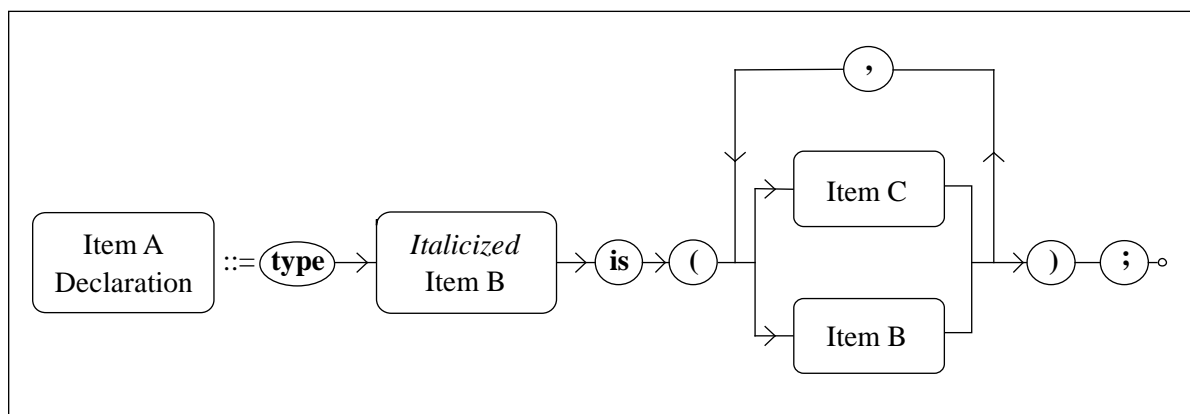 ,
Item C
Item A
Declaration
::= type
Italicized
Item B
is
(
)
;
Item B